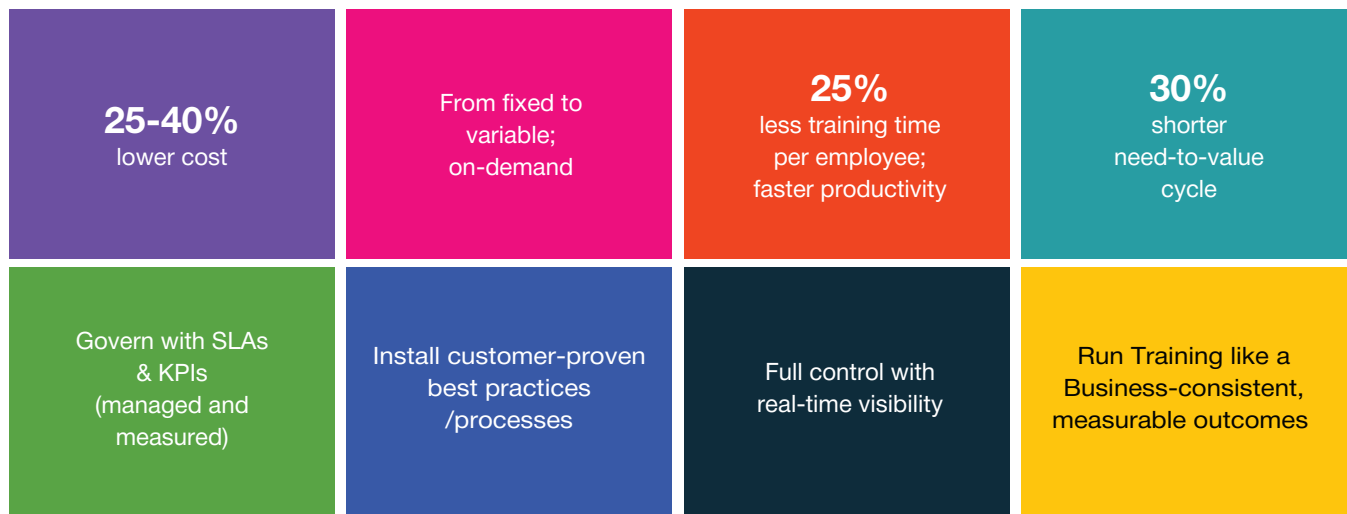 25-40%
lower cost
From fixed to
variable;
on-demand
25%
less training time
per employee;
faster productivity
30%
shorter
need-to-value
cycle
Govern with SLAs
& KPIs
(managed and
measured)
Install customer-proven
best practices
/processes
Full control with
real-time visibility
Run Training like a
Business-consistent,
measurable outcomes